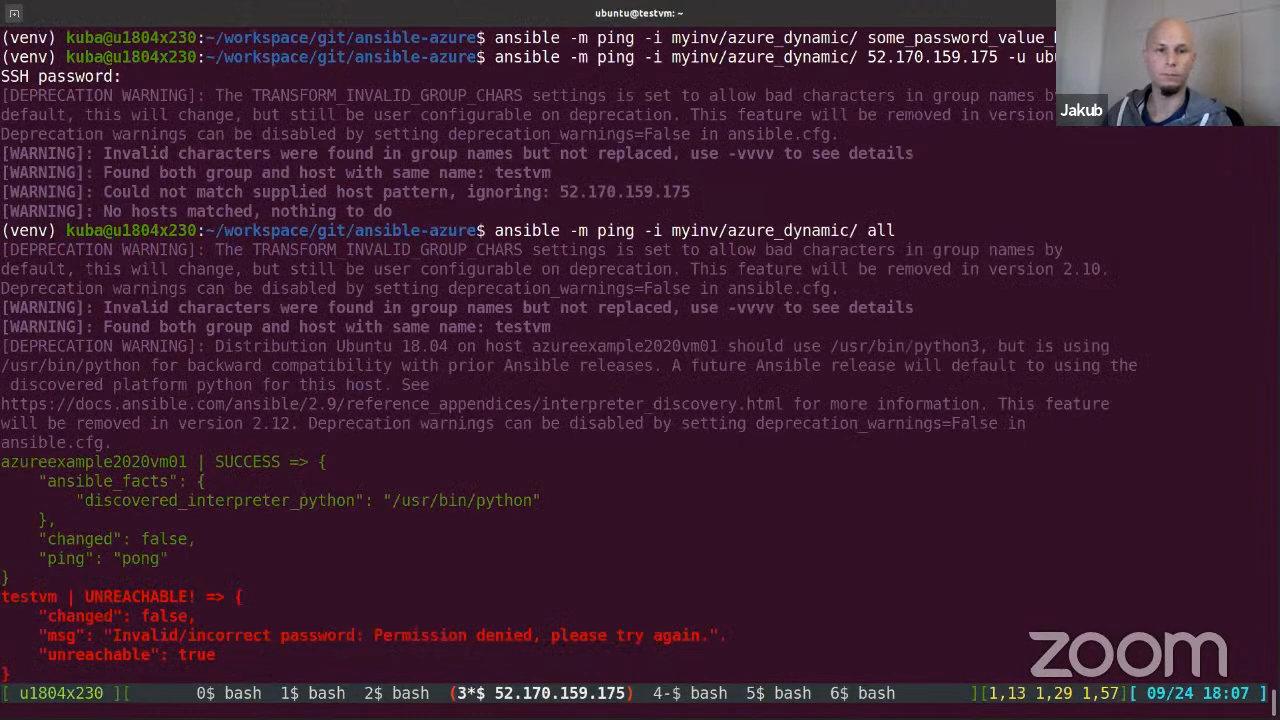 ubuntu@testvm: ~
(venv) kuba@u1804x230:~/workspace/git/ansible-azure$ ansible -m ping -i myinv/azure_dynamic/ some_password_value_
(venv) kuba@u1804x230:~/workspace/git/ansible-azure$ ansible -m ping -i myinv/azure_dynamic/ 52.170.159.175 -u ub
SSH password:
[DEPRECATION WARNING]: The TRANSFORM_INVALID_GROUP_CHARS settings is set to allow bad characters in group names by
default, this will change, but still be user configurable on deprecation. This feature will be removed in version
Deprecation warnings can be disabled by setting deprecation_warnings=False in ansible.cfg.
[WARNING]: Invalid characters were found in group names but not replaced, use -vvvv to see details
[WARNING]: Found both group and host with same name: testvm
[WARNING]: Could not match supplied host pattern, ignoring: 52.170.159.175
[WARNING]: No hosts matched, nothing to do
(venv) kuba@u1804x230:~/workspace/git/ansible-azure$ ansible -m ping -i myinv/azure_dynamic/ all
[DEPRECATION WARNING]: The TRANSFORM_INVALID_GROUP_CHARS settings is set to allow bad characters in group names by
default, this will change, but still be user configurable on deprecation. This feature will be removed in version 2.10.
Deprecation warnings can be disabled by setting deprecation_warnings=False in ansible.cfg.
[WARNING]: Invalid characters were found in group names but not replaced, use -vvvv to see details
[WARNING]: Found both group and host with same name: testvm
[DEPRECATION WARNING]: Distribution Ubuntu 18.04 on host azureexample2020vm01 should use /usr/bin/python3, but is using
/usr/bin/python for backward compatibility with prior Ansible releases. A future Ansible release will default to using the
discovered platform python for this host. See
https://docs.ansible.com/ansible/2.9/reference_appendices/interpreter_discovery.html for more information. This feature
will be removed in version 2.12. Deprecation warnings can be disabled by setting deprecation_warnings=False in
ansible.cfg.
azureexample2020vm01 | SUCCESS => {
"ansible_facts": {
"discovered_interpreter_python": "/usr/bin/python"
},
"changed": false,
"ping": "pong"
}
testvm | UNREACHABLE! => {
"changed": false,
"msg": "Invalid/incorrect password: Permission denied, please try again.",
"unreachable": true
}
[ u1804x230 ][ 0$ bash 1$ bash 2$ bash (3*$ 52.170.159.175) 4-$ bash 5$ bash 6$ bash ][1,13 1,29 1,57][ 09/24 18:07 ]
Jakub
zoom